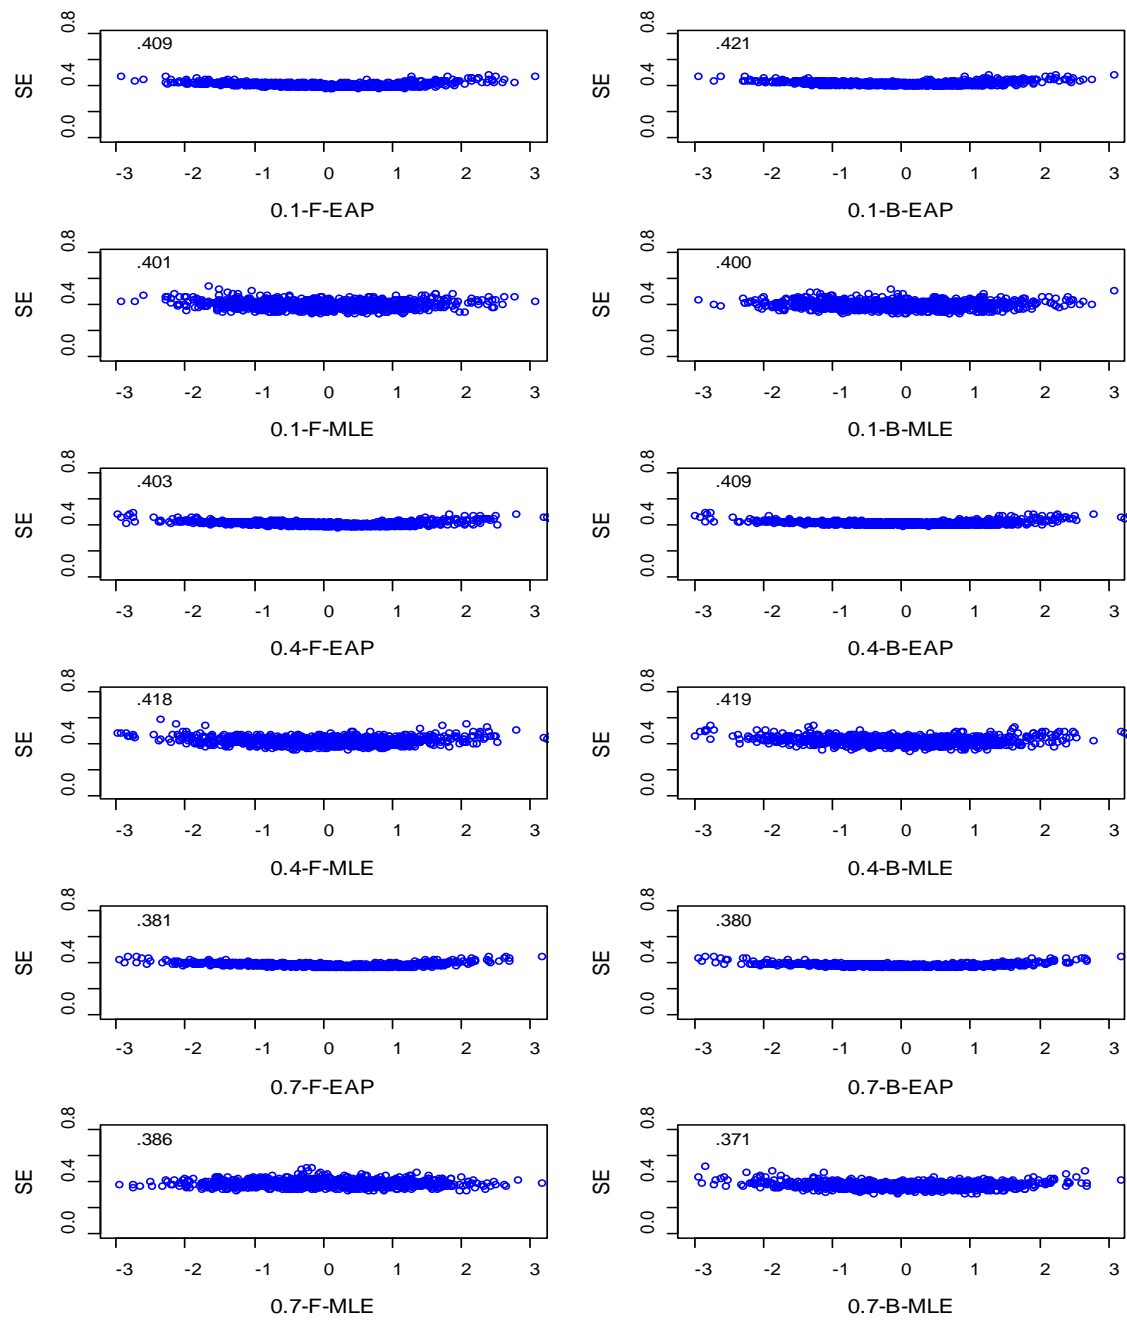 .409
SE
0.0 0.4 0.8
-3 -2 -1 0 1 2 3
0.1-F-EAP
.421
SE
0.0 0.4 0.8
-3 -2 -1 0 1 2 3
0.1-B-EAP
.401
SE
0.0 0.4 0.8
-3 -2 -1 0 1 2 3
0.1-F-MLE
.400
SE
0.0 0.4 0.8
-3 -2 -1 0 1 2 3
0.1-B-MLE
.403
SE
0.0 0.4 0.8
-3 -2 -1 0 1 2 3
0.4-F-EAP
.409
SE
0.0 0.4 0.8
-3 -2 -1 0 1 2 3
0.4-B-EAP
.418
SE
0.0 0.4 0.8
-3 -2 -1 0 1 2 3
0.4-F-MLE
.419
SE
0.0 0.4 0.8
-3 -2 -1 0 1 2 3
0.4-B-MLE
.381
SE
0.0 0.4 0.8
-3 -2 -1 0 1 2 3
0.7-F-EAP
.380
SE
0.0 0.4 0.8
-3 -2 -1 0 1 2 3
0.7-B-EAP
.386
SE
0.0 0.4 0.8
-3 -2 -1 0 1 2 3
0.7-F-MLE
.371
SE
0.0 0.4 0.8
-3 -2 -1 0 1 2 3
0.7-B-MLE